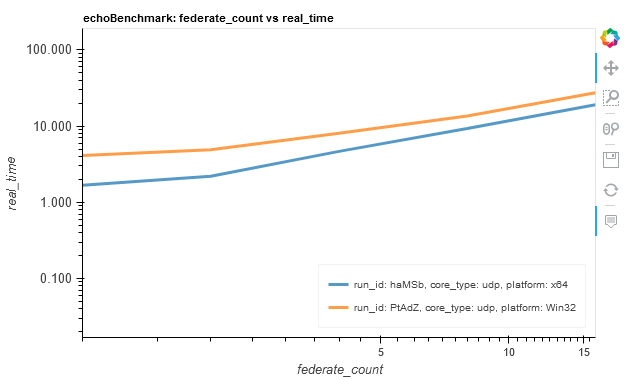 echoBenchmark: federate_count vs real_time
100.000
10.000
1.000
0.100
real_time
run_id: haMSb, core_type: udp, platform: x64
run_id: PtAdZ, core_type: udp, platform: Win32
5
10
15
federate_count